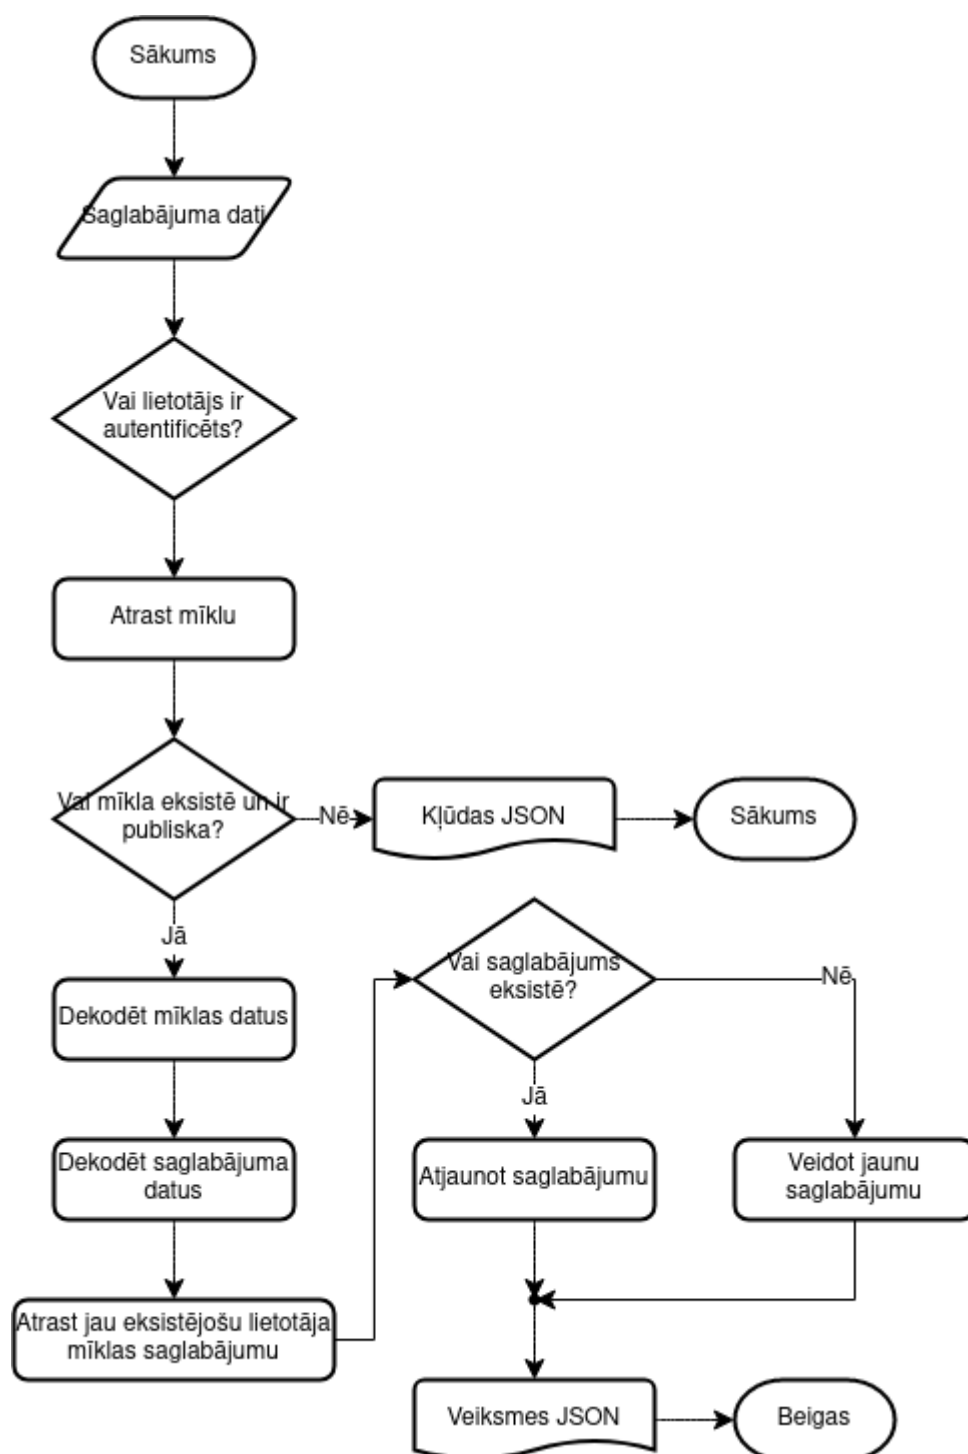 Sākums
Saglabājuma dati
Vai lietotājs ir
autentificēts?
Atrast mīklu
Vai mīkla eksistē un ir
publiska?
Nē
Kļūdas JSON
Sākums
Jā
Dekodēt mīklas datus
Dekodēt saglabājuma
datus
Atrast jau eksistējošu lietotāja
mīklas saglabājumu
Vai saglabājums
eksistē?
Nē
Jā
Atjaunot saglabājumu
Veidot jaunu
saglabājumu
Veiksmes JSON
Beigas